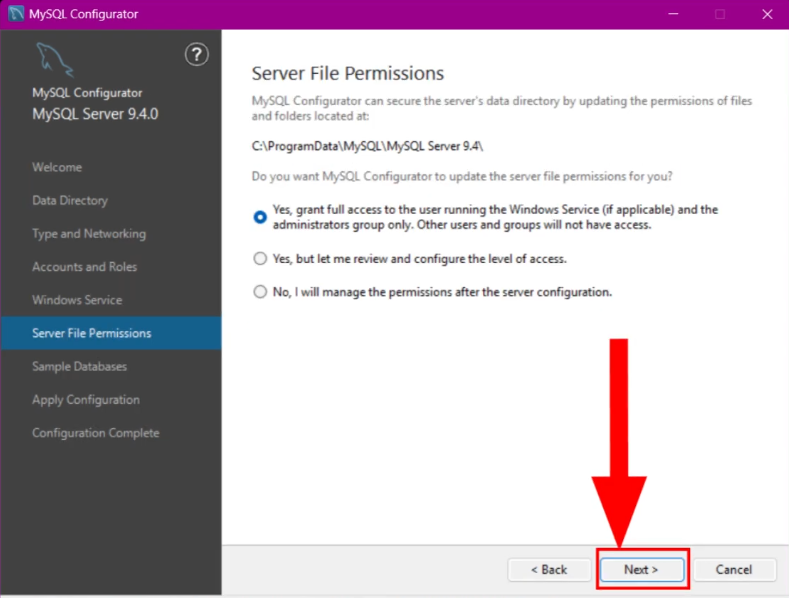 MySQL Configurator
?
MySQL Configurator
MySQL Server 9.4.0
Welcome
Data Directory
Type and Networking
Accounts and Roles
Windows Service
Server File Permissions
Sample Databases
Apply Configuration
Configuration Complete
Server File Permissions
MySQL Configurator can secure the server's data directory by updating the permissions of files
and folders located at:
C:\ProgramData\MySQL\MySQL Server 9.4\
Do you want MySQL Configurator to update the server file permissions for you?
Yes, grant full access to the user running the Windows Service (if applicable) and the
administrators group only. Other users and groups will not have access.
Yes, but let me review and configure the level of access.
No, I will manage the permissions after the server configuration.
< Back
Next >
Cancel